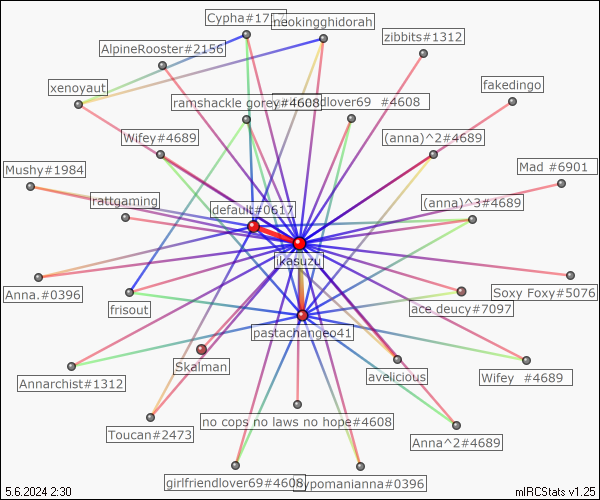 Cypha#1717
neokingghidorah
zibbits#1312
AlpineRooster#2156
xenoyaut
fakedingo
ramshackle gorey#4608
lover69 #4608
Wifey#4689
(anna)^2#4689
Mushy#1984
Mad #6901
rattgaming
default#0617
(anna)^3#4689
ikasuzu
Anna.#0396
Soxy Foxy#5076
frisout
ace deucy#7097
pastachangeo41
Skalman
Annarchist#1312
avelicious
Wifey #4689
no cops no laws no hope#4608
Toucan#2473
Anna^2#4689
girlfriendlover69#4608
hypomanianna#0396
5.6.2024 2:30
mIRCStats v1.25